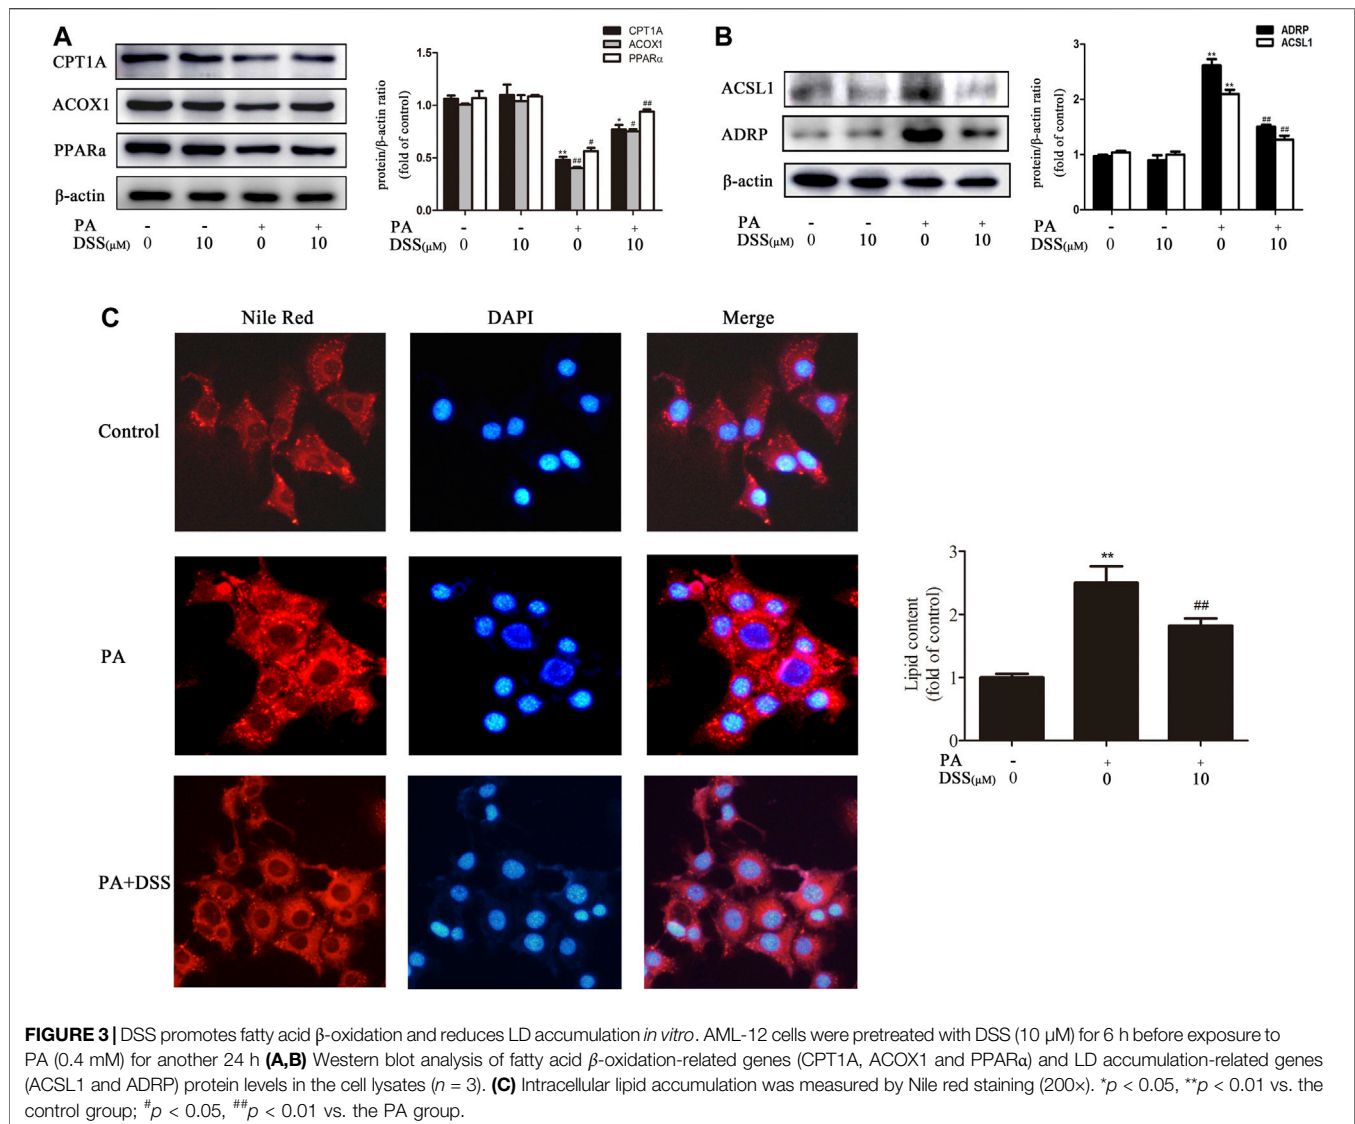 A
CPT1A
ACOX1
PPARa
β-actin
PA - - + +
DSS(μM) 0 10 0 10
CPT1A
ACOX1
PPARα
protein/β-actin ratio
(fold of control)
1.5
1.0
0.5
0.0
** ## # * # ##
PA - - + +
DSS(μM) 0 10 0 10
B
ACSL1
ADRP
β-actin
PA - - + +
DSS(μM) 0 10 0 10
ADRP
ACSL1
protein/β-actin ratio
(fold of control)
3
2
1
0
** ** ## ##
PA - - + +
DSS(μM) 0 10 0 10
C
Nile Red DAPI Merge
Control
PA
PA+DSS
Lipid content
(fold of control)
3
2
1
0
** ##
PA - + +
DSS(μM) 0 0 10
FIGURE 3 | DSS promotes fatty acid β-oxidation and reduces LD accumulation in vitro. AML-12 cells were pretreated with DSS (10 μM) for 6 h before exposure to
PA (0.4 mM) for another 24 h (A,B) Western blot analysis of fatty acid β-oxidation-related genes (CPT1A, ACOX1 and PPARα) and LD accumulation-related genes
(ACSL1 and ADRP) protein levels in the cell lysates (n = 3). (C) Intracellular lipid accumulation was measured by Nile red staining (200×). *p < 0.05, **p < 0.01 vs. the
control group; #p < 0.05, ##p < 0.01 vs. the PA group.